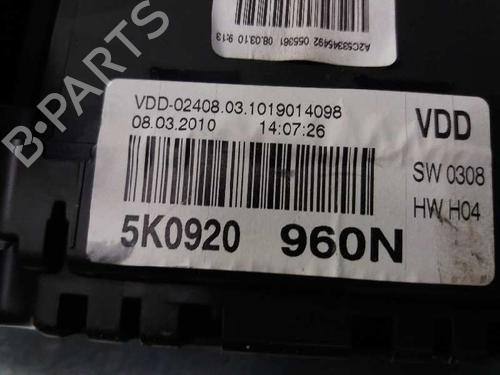 A2C53345492 055361 08.03.10 9:13
VDD-02408.03.1019014098
08.03.2010 14:07:26
VDD
SW 0308
HW H04
5K0920 960N
B-PARTS